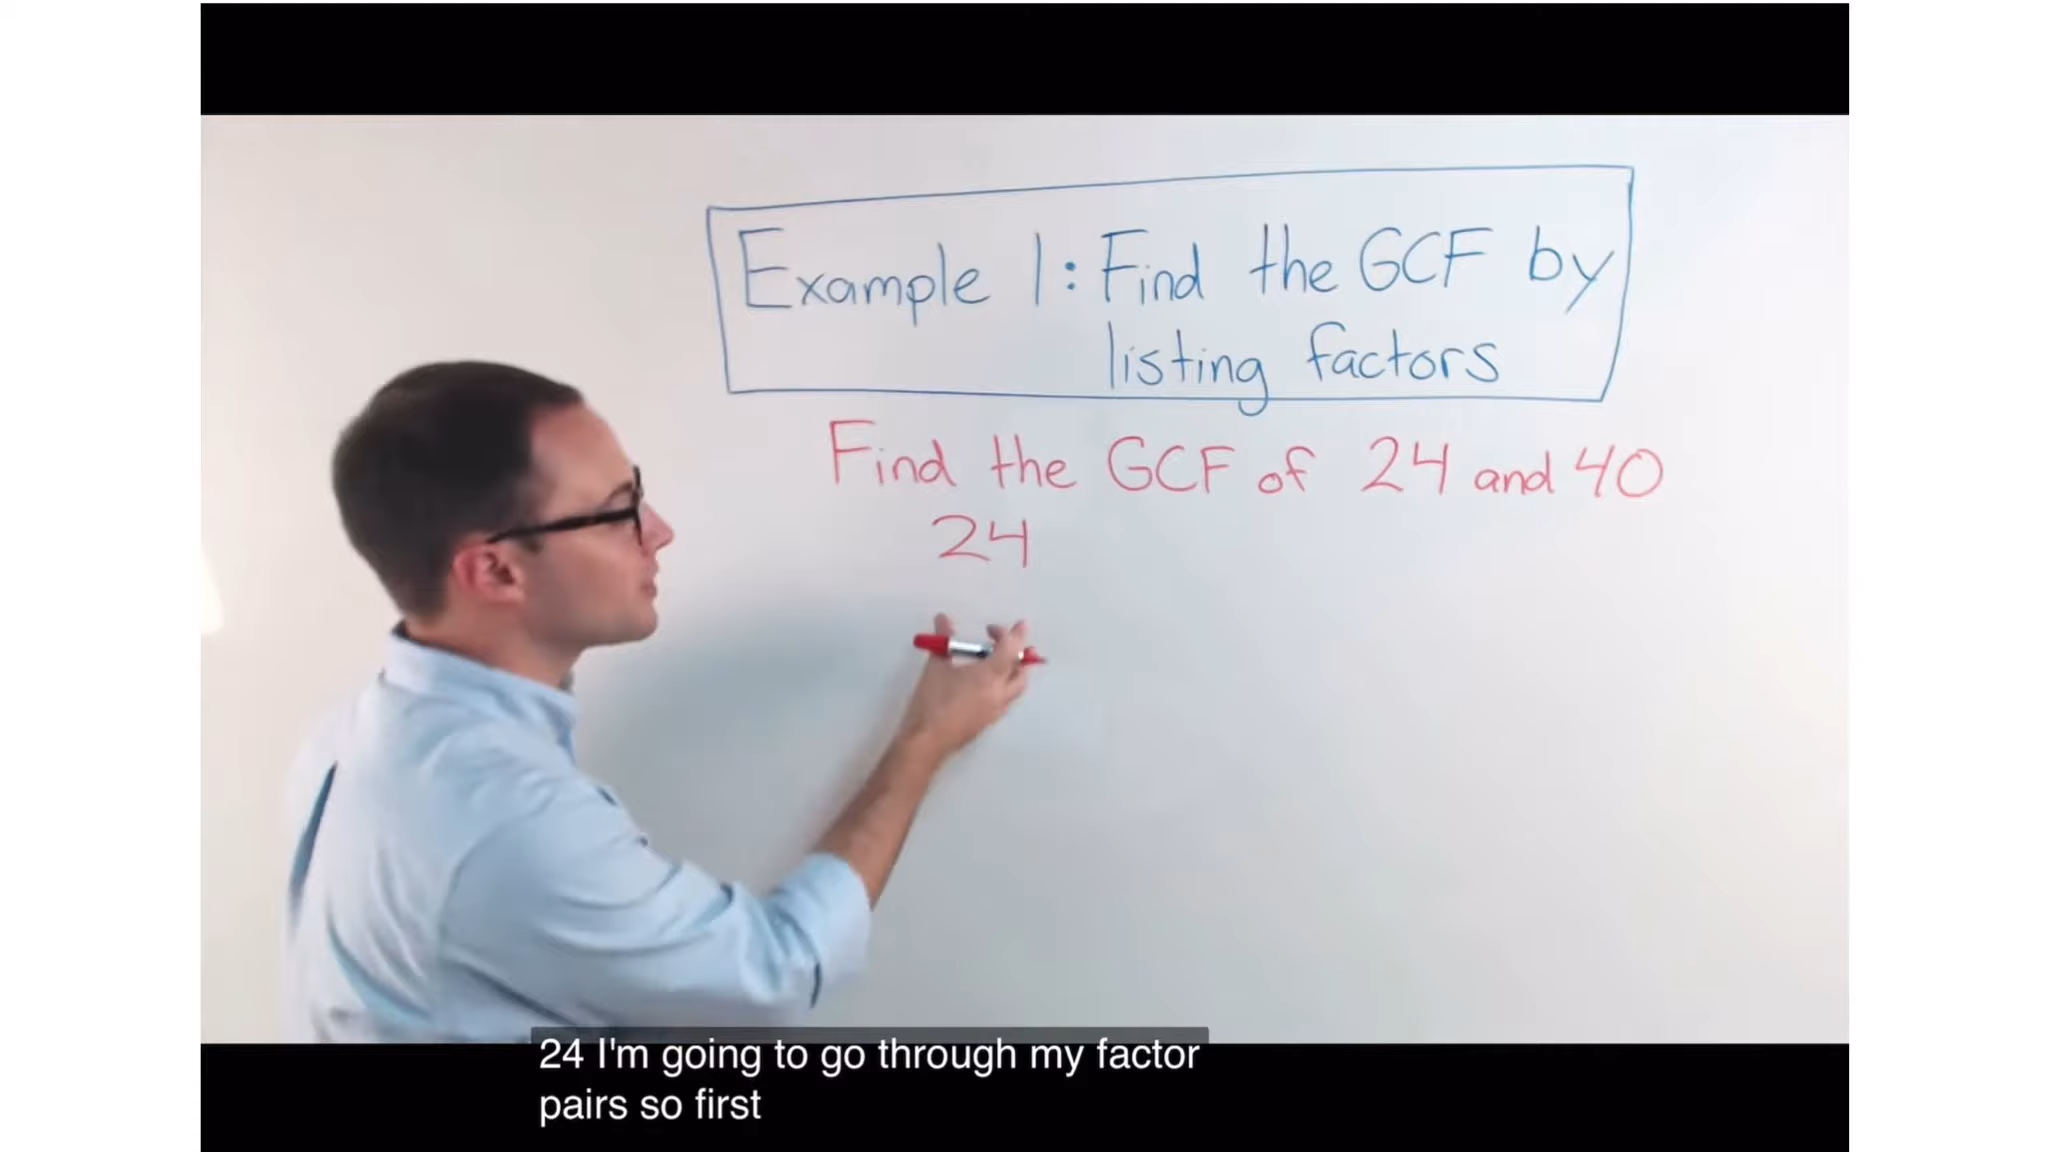 Example 1: Find the GCF by
listing factors
Find the GCF of 24 and 40
24
24 I'm going to go through my factor
pairs so first